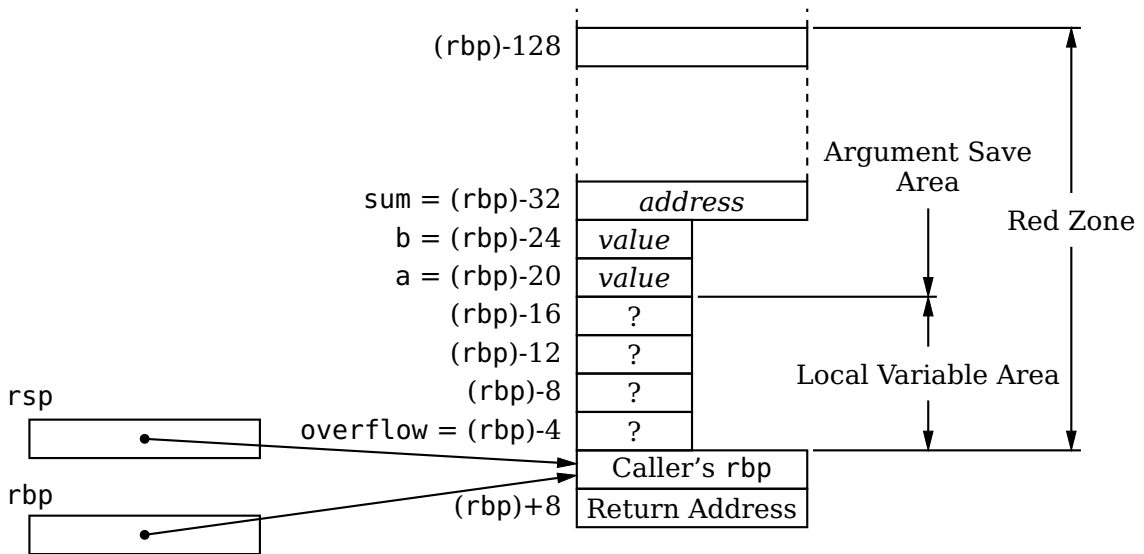 (rbp)-128
Argument Save
Area
sum = (rbp)-32
address
Red Zone
b = (rbp)-24
value
a = (rbp)-20
value
(rbp)-16
?
(rbp)-12
?
Local Variable Area
(rbp)-8
?
rsp
overflow = (rbp)-4
?
Caller’s rbp
rbp
(rbp)+8
Return Address